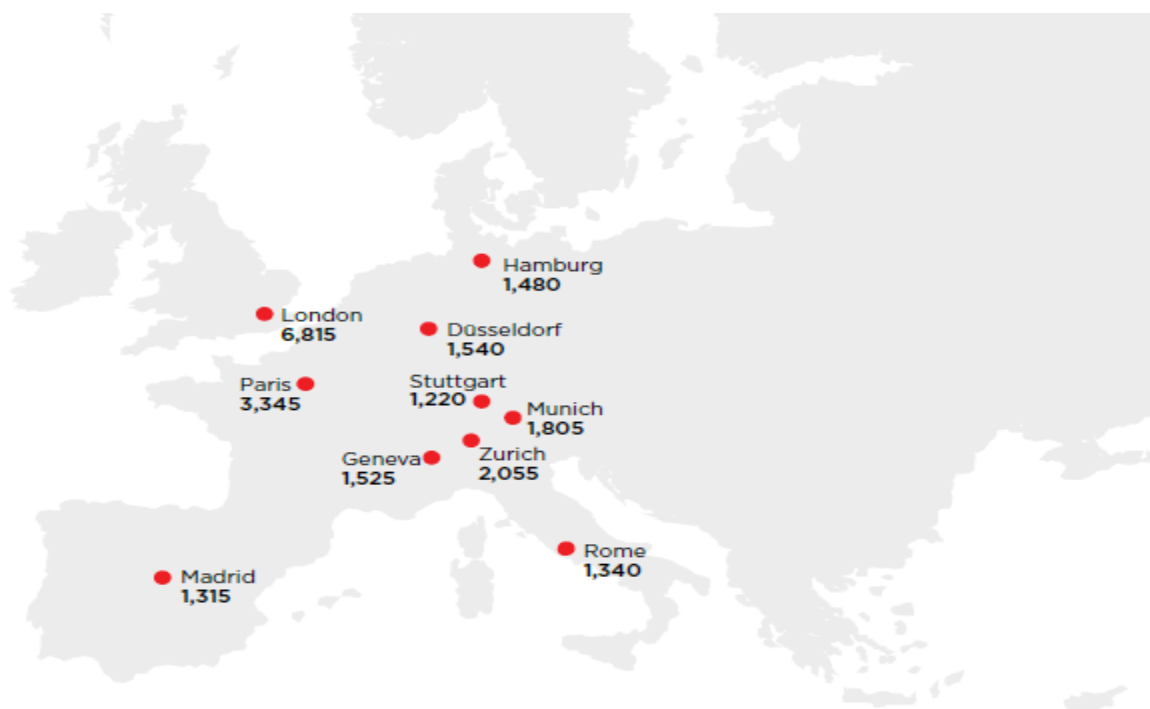 Hamburg
1,480
London
6,815
Düsseldorf
1,540
Paris
3,345
Stuttgart
1,220
Munich
1,805
Geneva
1,525
Zurich
2,055
Rome
1,340
Madrid
1,315